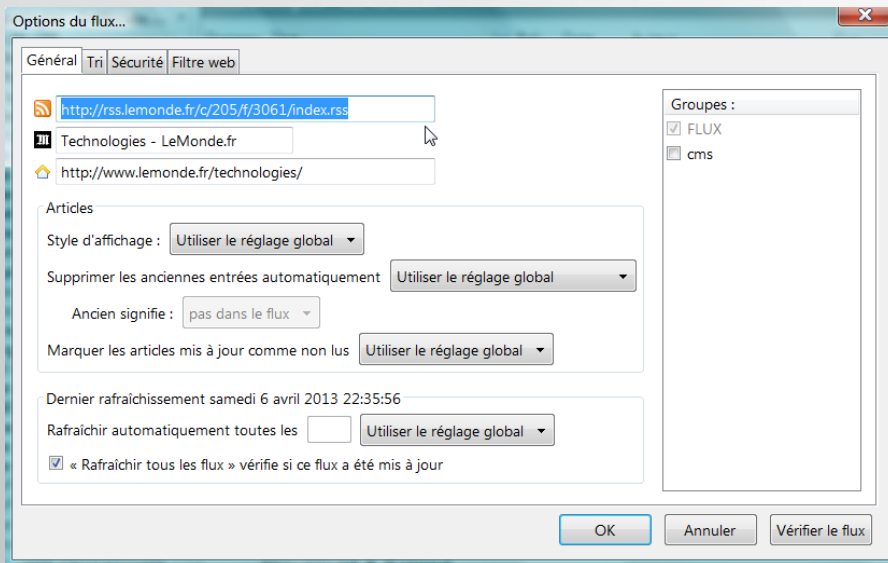 Options du flux...
Général Tri Sécurité Filtre web
http://rss.lemonde.fr/c/205/f/3061/index.rss
Technologies - LeMonde.fr
http://www.lemonde.fr/technologies/
Articles
Style d'affichage : Utiliser le réglage global
Supprimer les anciennes entrées automatiquement Utiliser le réglage global
Ancien signifie : pas dans le flux
Marquer les articles mis à jour comme non lus Utiliser le réglage global
Dernier rafraîchissement samedi 6 avril 2013 22:35:56
Rafraîchir automatiquement toutes les Utiliser le réglage global
« Rafraîchir tous les flux » vérifie si ce flux a été mis à jour
Groupes :
FLUX
cms
OK Annuler Vérifier le flux